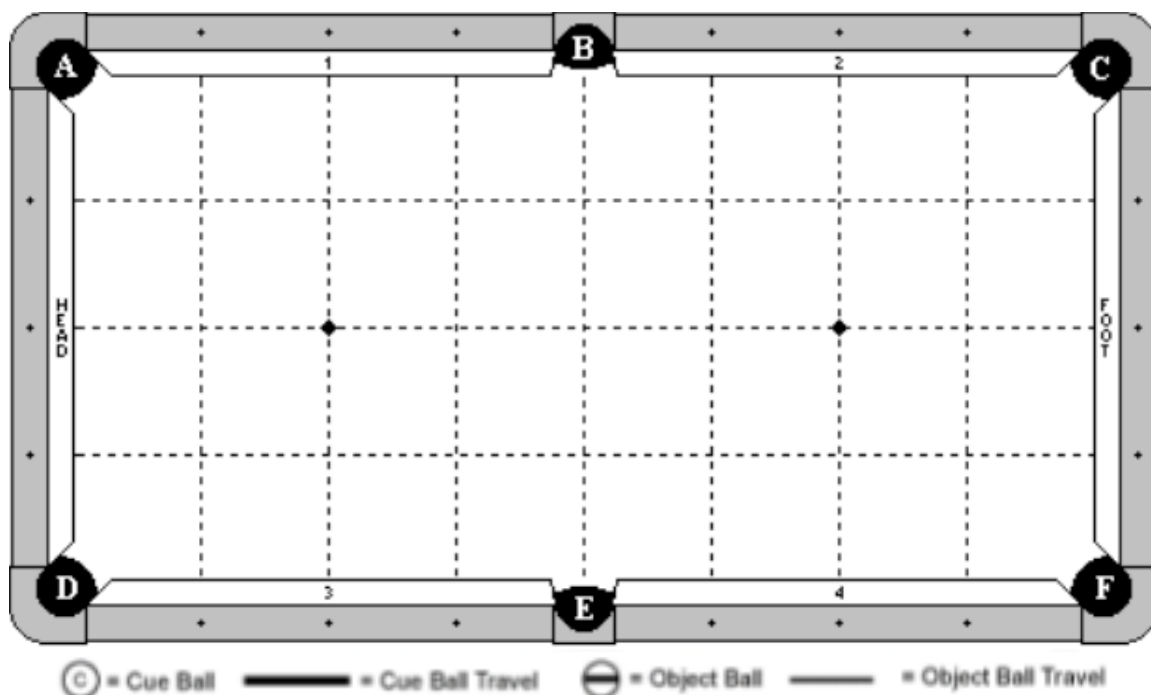 A B C
1 2
HEAD FOOT
D E F
3 4
C = Cue Ball = Cue Ball Travel = Object Ball = Object Ball Travel